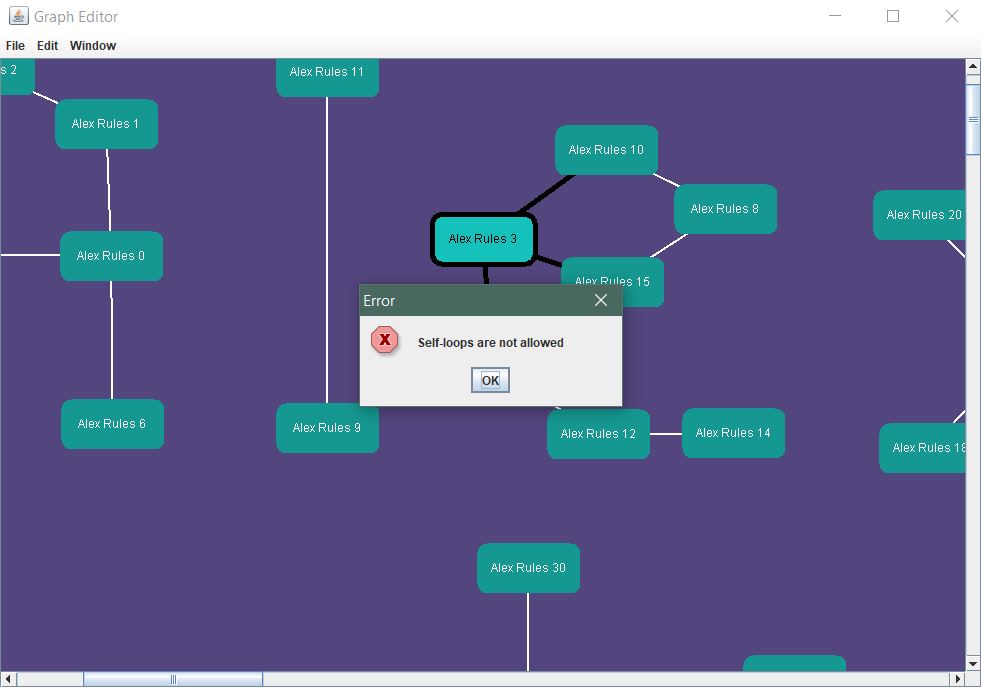 Graph Editor
File Edit Window
s 2
Alex Rules 11
Alex Rules 1
Alex Rules 10
Alex Rules 8
Alex Rules 20
Alex Rules 3
Alex Rules 0
Alex Rules 15
Error
Self-loops are not allowed
OK
Alex Rules 6
Alex Rules 9
Alex Rules 12
Alex Rules 14
Alex Rules 18
Alex Rules 30